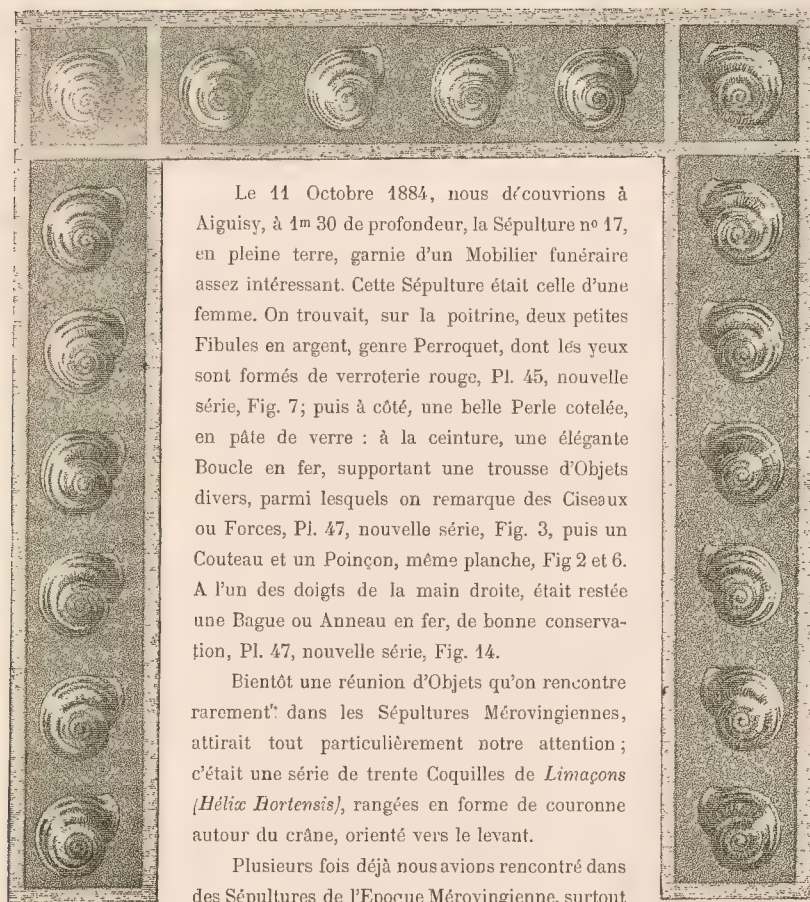 Le 11 Octobre 1884, nous découvrions à
Aiguisy, à 1m 30 de profondeur, la Sépulture no 17,
en pleine terre, garnie d'un Mobilier funéraire
assez intéressant. Cette Sépulture était celle d'une
femme. On trouvait, sur la poitrine, deux petites
Fibules en argent, genre Perroquet, dont les yeux
sont formés de verroterie rouge, Pl. 45, nouvelle
série, Fig. 7; puis à côté, une belle Perle cotelée,
en pâte de verre : à la ceinture, une élégante
Boucle en fer, supportant une trousse d'Objets
divers, parmi lesquels on remarque des Ciseaux
ou Forces, Pl. 47, nouvelle série, Fig. 3, puis un
Couteau et un Poinçon, même planche, Fig 2 et 6.
A l'un des doigts de la main droite, était restée
une Bague ou Anneau en fer, de bonne conserva-
tion, Pl. 47, nouvelle série, Fig. 14.
Bientôt une réunion d'Objets qu'on rencontre
rarement dans les Sépultures Mérovingiennes,
attirait tout particulièrement notre attention ;
c'était une série de trente Coquilles de Limaçons
(Hélix Hortensis), rangées en forme de couronne
autour du crâne, orienté vers le levant.
Plusieurs fois déjà nous avions rencontré dans
des Sépultures de l'Epoque Mérovingienne, surtout